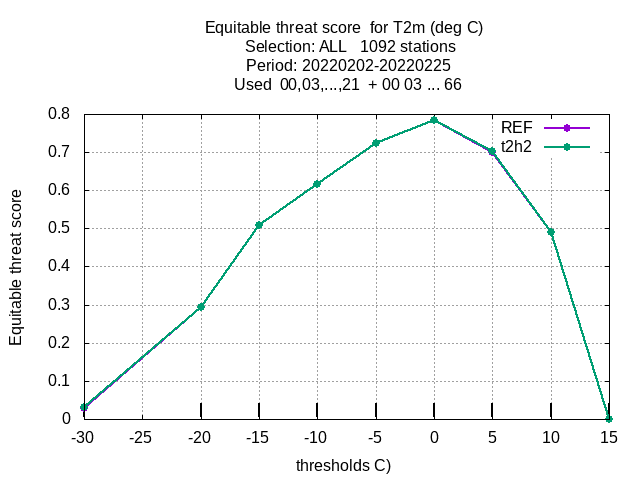 Equitable threat score  for T2m (deg C)
Selection: ALL   1092 stations
Period: 20220202-20220225
Used  00,03,...,21  + 00 03 ... 66
REF
t2h2
Equitable threat score
0.8
0.7
0.6
0.5
0.4
0.3
0.2
0.1
0
-30
-25
-20
-15
-10
-5
0
5
10
15
thresholds C)